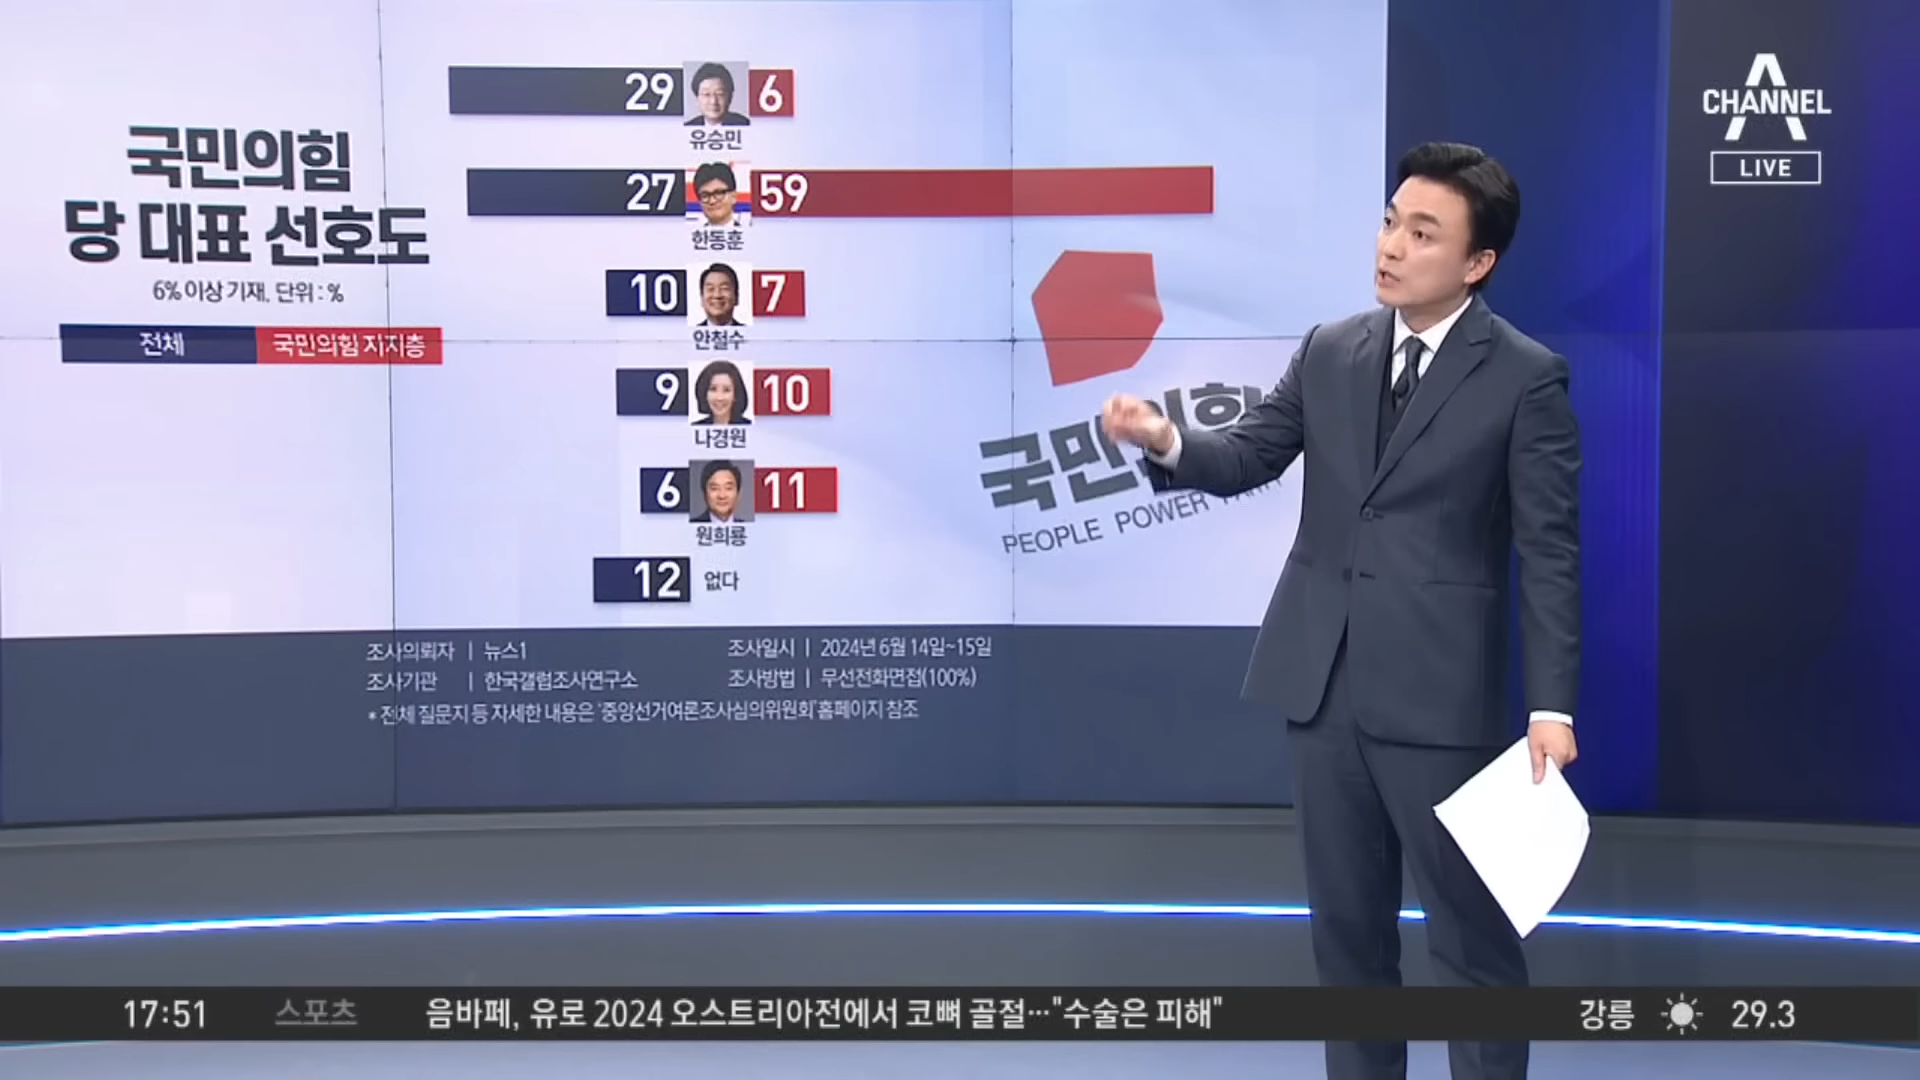 국민의힘
당 대표 선호도
6% 이상 기재, 단위 : %
전체 국민의힘 지지층
29 6
유승민
27 59
한동훈
10 7
안철수
9 10
나경원
6 11
원희룡
12 없다
국민의힘
PEOPLE POWER PARTY
조사의뢰자 | 뉴스1 조사일시 | 2024년 6월 14일~15일
조사기관 | 한국갤럽조사연구소 조사방법 | 무선전화면접(100%)
* 전체 질문지 등 자세한 내용은 '중앙선거여론조사심의위원회' 홈페이지 참조
CHANNEL A
LIVE
17:51 스포츠 음바페, 유로 2024 오스트리아전에서 코뼈 골절…"수술은 피해" 강릉 29.3